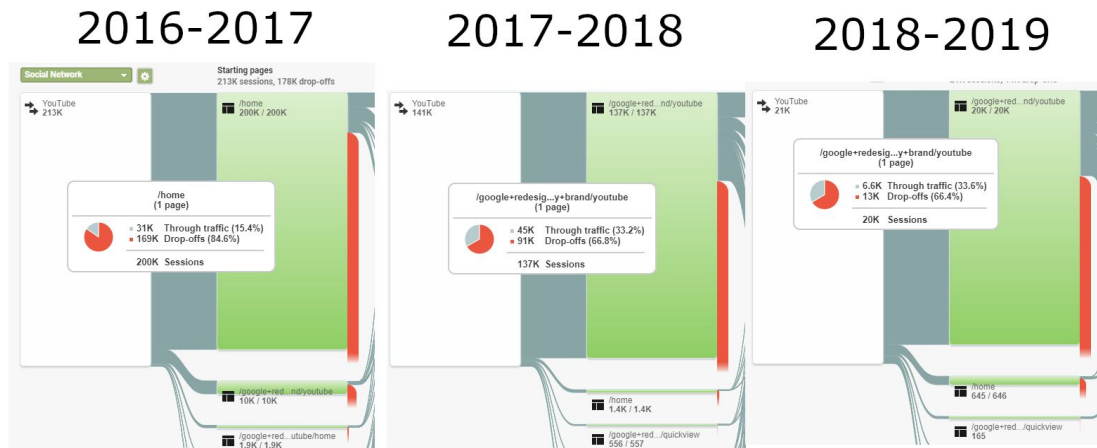 2016-2017
Social Network
Starting pages
213K sessions, 178K drop-offs
YouTube
213K
/home
200K / 200K
/home
(1 page)
31K Through traffic (15.4%)
169K Drop-offs (84.6%)
200K Sessions
/google+red...nd/youtube
10K / 10K
/google+red...utube/home
1.9K / 1.9K
2017-2018
YouTube
141K
/google+red...nd/youtube
137K / 137K
/google+redesig...y+brand/youtube
(1 page)
45K Through traffic (33.2%)
91K Drop-offs (66.8%)
137K Sessions
/home
1.4K / 1.4K
/google+red.../quickview
556 / 557
2018-2019
YouTube
21K
/google+red...nd/youtube
20K / 20K
/google+redesig...y+brand/youtube
(1 page)
6.6K Through traffic (33.6%)
13K Drop-offs (66.4%)
20K Sessions
/home
645 / 646
/google+red.../quickview
165